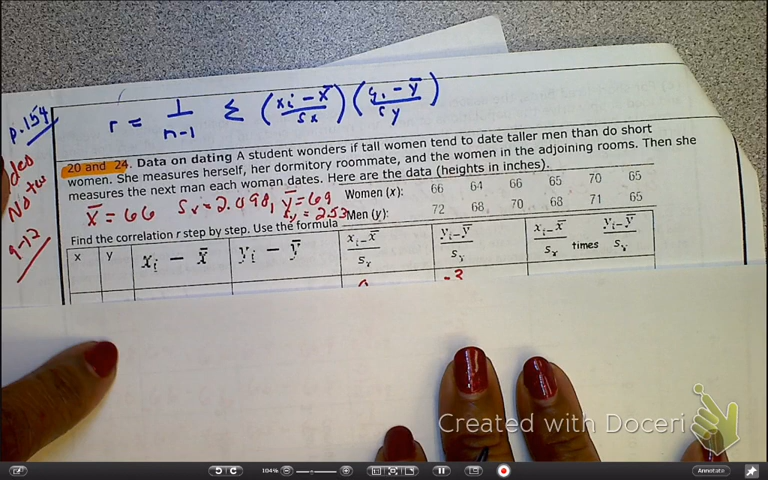 p.154
r = 1/(n-1) Σ ((xi - x̄)/sx) ((yi - ȳ)/sy)
Notes
9-12
20 and 24. Data on dating A student wonders if tall women tend to date taller men than do short
women. She measures herself, her dormitory roommate, and the women in the adjoining rooms. Then she
measures the next man each woman dates. Here are the data (heights in inches).
Women (x): 66 64 66 65 70 65
x̄ = 66 sx = 2.098, ȳ = 69
sy = 2.53
Men (y): 72 68 70 68 71 65
Find the correlation r step by step. Use the formula
x y xi - x̄ yi - ȳ (xi - x̄)/sx (yi - ȳ)/sy (xi - x̄)/sx times (yi - ȳ)/sy
Created with Doceri
104%
Annotate